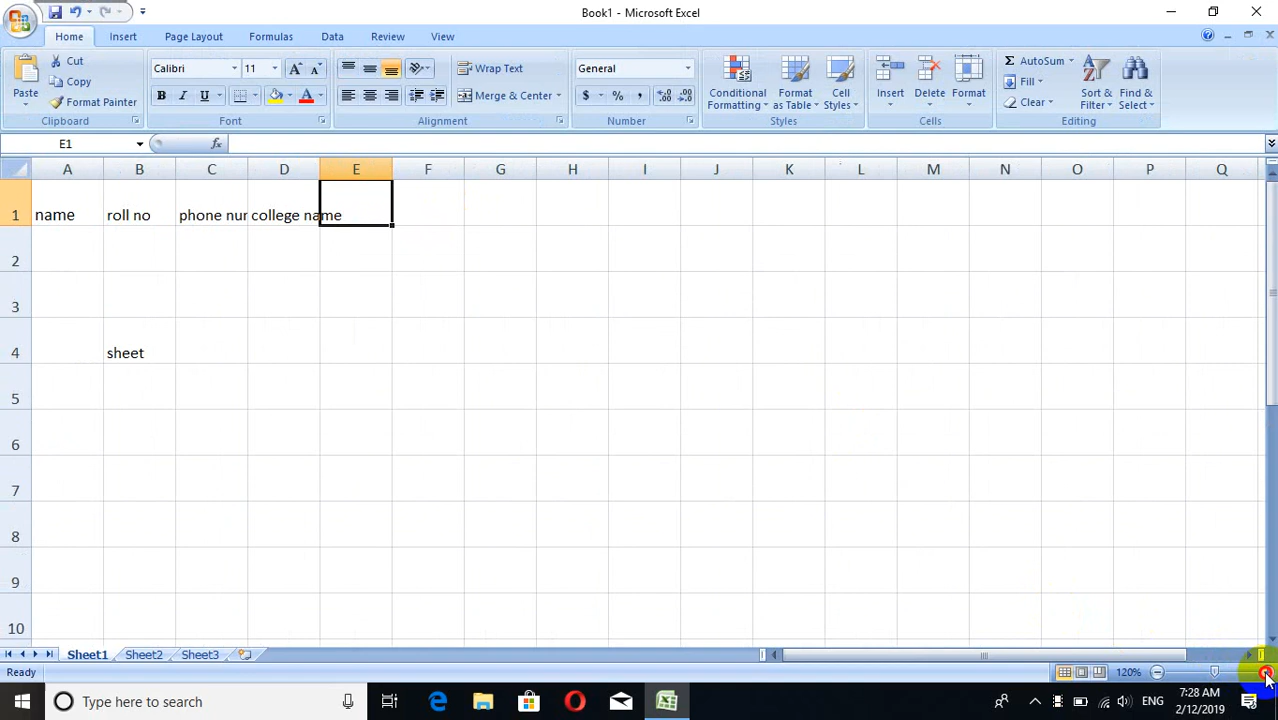 Book1 - Microsoft Excel
Home Insert Page Layout Formulas Data Review View
Paste Cut Calibri 11 Wrap Text General Conditional Formatting Format as Table Cell Styles Insert Delete Format AutoSum Sort & Filter Find & Select
Copy Fill
Format Painter B I U Merge & Center $ % , Clear
Clipboard Font Alignment Number Styles Cells Editing
E1 fx
A B C D E F G H I J K L M N O P Q
1 name roll no phone nur college name
2
3
4 sheet
5
6
7
8
9
10
Sheet1 Sheet2 Sheet3
Ready 120%
Type here to search ENG 7:28 AM
2/12/2019